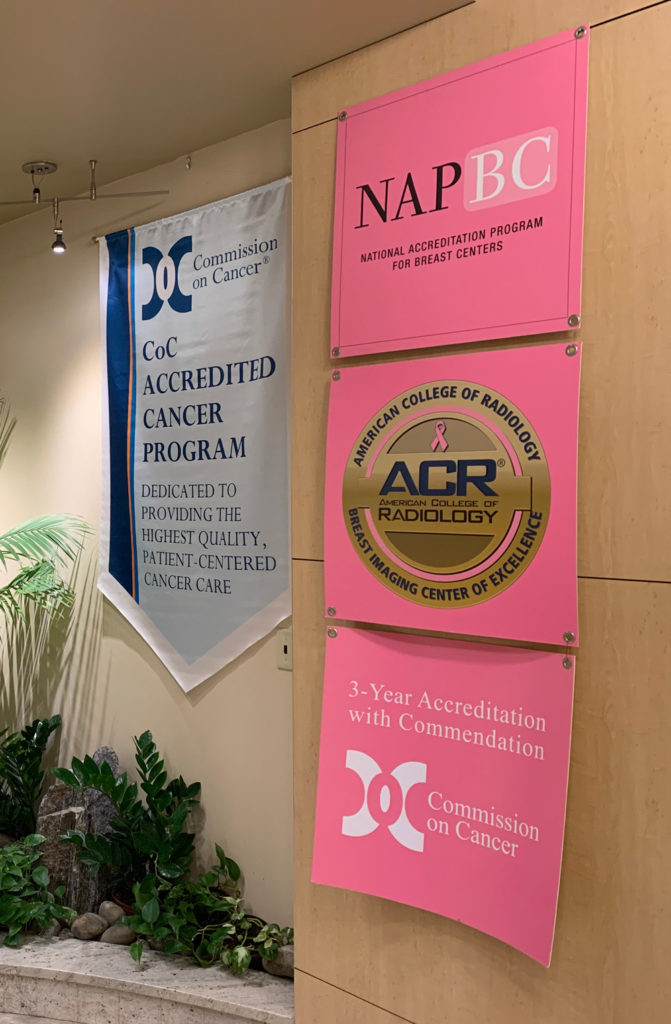 Commission
on Cancer®
CoC
ACCREDITED
CANCER
PROGRAM
DEDICATED TO
PROVIDING THE
HIGHEST QUALITY,
PATIENT-CENTERED
CANCER CARE
NAPBC
NATIONAL ACCREDITATION PROGRAM
FOR BREAST CENTERS
AMERICAN COLLEGE OF RADIOLOGY
ACR®
AMERICAN COLLEGE OF
RADIOLOGY
BREAST IMAGING CENTER OF EXCELLENCE
3-Year Accreditation
with Commendation
Commission
on Cancer